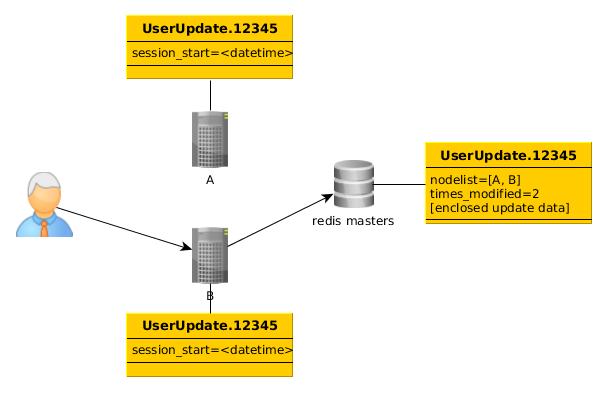 UserUpdate.12345
session_start=<datetime>
A
redis masters
UserUpdate.12345
nodelist=[A, B]
times_modified=2
[enclosed update data]
B
UserUpdate.12345
session_start=<datetime>